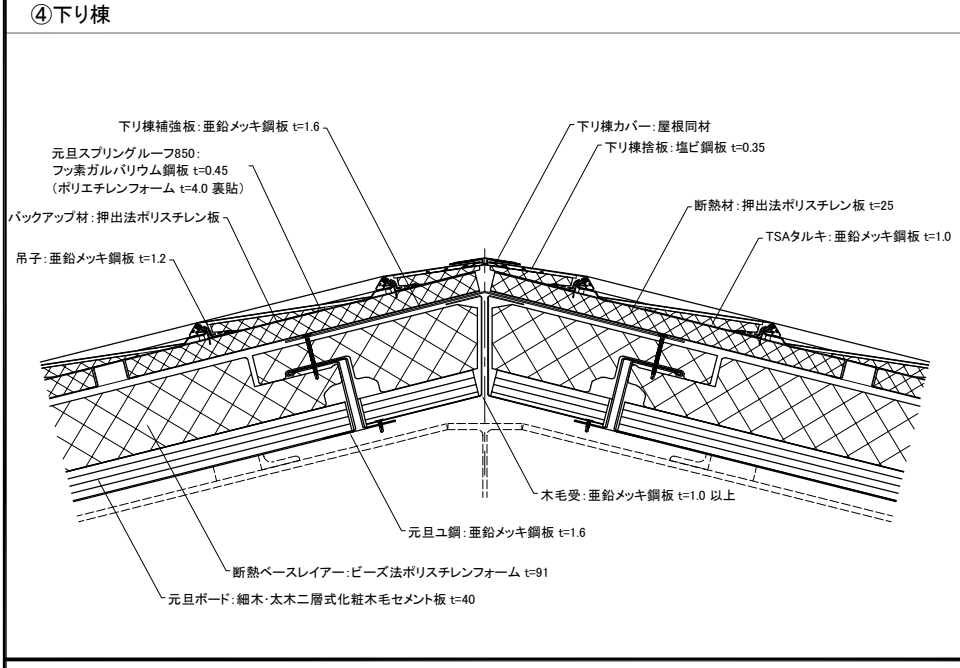 ④下り棟
下り棟補強板：亜鉛メッキ鋼板 t=1.6
元旦スプリングルーフ850：
フッ素ガルバリウム鋼板 t=0.45
（ポリエチレンフォーム t=4.0 裏貼）
バックアップ材：押出法ポリスチレン板
吊子：亜鉛メッキ鋼板 t=1.2
下り棟カバー：屋根同材
下り棟捨板：塩ビ鋼板 t=0.35
断熱材：押出法ポリスチレン板 t=25
TSAタルキ：亜鉛メッキ鋼板 t=1.0
木毛受：亜鉛メッキ鋼板 t=1.0 以上
元旦ユ鋼：亜鉛メッキ鋼板 t=1.6
断熱ベースレイアー：ビーズ法ポリスチレンフォーム t=91
元旦ボード：細木・太木二層式化粧木毛セメント板 t=40